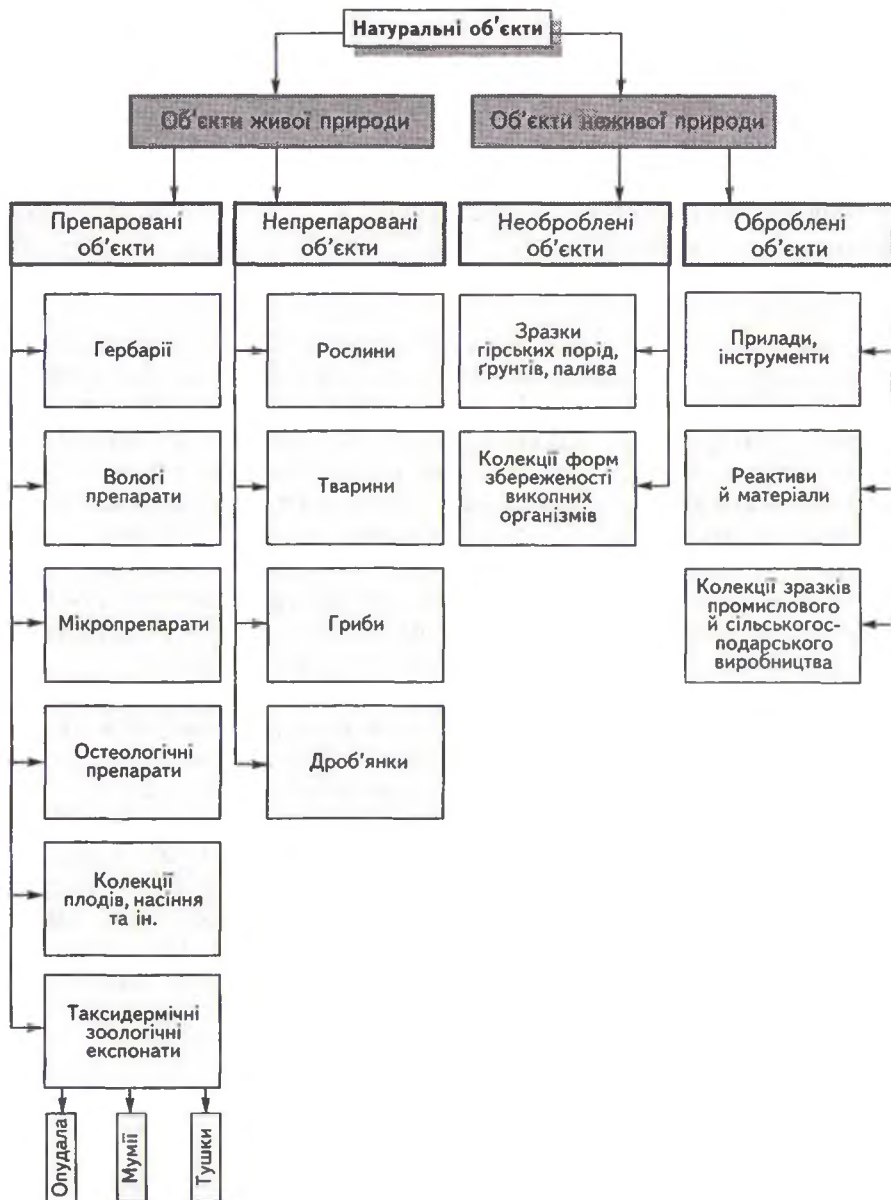 Натуральні об'єкти
Об'єкти живої природи
Об'єкти неживої природи
Препаровані
об'єкти
Непрепаровані
об'єкти
Необроблені
об'єкти
Оброблені
об'єкти
Гербарії
Вологі
препарати
Мікропрепарати
Остеологічні
препарати
Колекції
плодів, насіння
та ін.
Таксидермічні
зоологічні
експонати
Опудала
Мумії
Тушки
Рослини
Тварини
Гриби
Дроб'янки
Зразки
гірських порід,
ґрунтів, палива
Колекції форм
збереженості
викопних
організмів
Прилади,
інструменти
Реактиви
й матеріали
Колекції зразків
промислового
й сільськогос-
подарського
виробництва